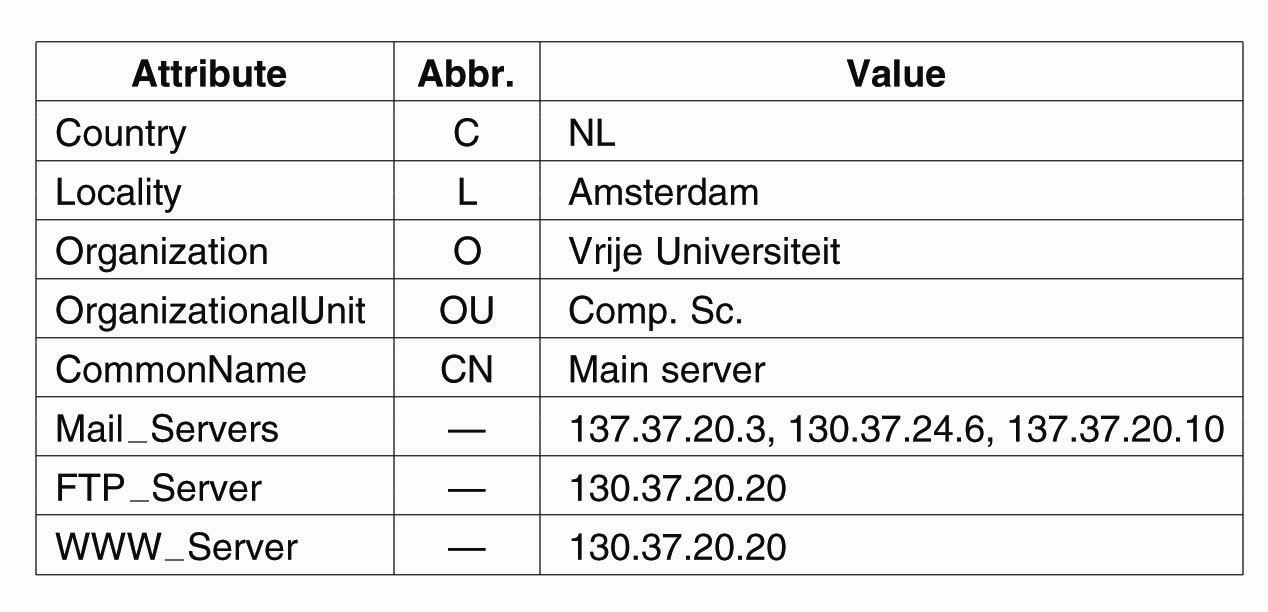 Attribute Abbr. Value
Country C NL
Locality L Amsterdam
Organization O Vrije Universiteit
OrganizationalUnit OU Comp. Sc.
CommonName CN Main server
Mail_Servers — 137.37.20.3, 130.37.24.6, 137.37.20.10
FTP_Server — 130.37.20.20
WWW_Server — 130.37.20.20